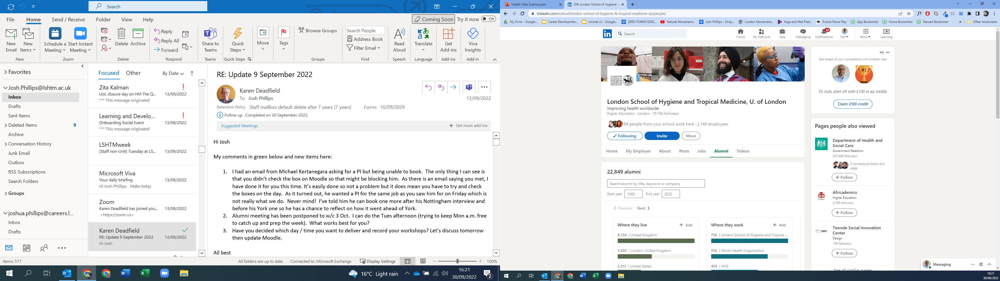 Search
Coming Soon
Try it now
Off
File
Home
Send / Receive
Folder
View
Help
New Email
New Items
Schedule a Meeting
Start Instant Meeting
Delete
Archive
Reply
Reply All
Forward
Share to Teams
Quick Steps
Move
Tags
Browse Groups
Search People
Address Book
Filter Email
Read Aloud
Translate
Get Add-ins
Viva Insights
New
Zoom
Delete
Respond
Teams
Quick Steps
Groups
Find
Speech
Language
Add-ins
Add-in
Favorites
Josh.Phillips@lshtm.ac.uk
Inbox
Drafts
Sent Items
Deleted Items 9
Archive
Conversation History
Junk Email
Outbox
RSS Subscriptions
Search Folders
Groups
joshua.phillips@careers.l...
Inbox
Drafts
Focused
Other
By Date
Zita Kalman
UoL closure day on HM The Q... 13/09/2022
*** This message originated
Learning and Develo...
Onboarding Social Event 13/09/2022
*** This message originated
LSHTMweek
[Staff non-Unit] Tuesday at LS... 13/09/2022
Microsoft Viva
Your daily briefing 13/09/2022
Hi Josh Phillips, Make today
Zoom
Karen Deadfield has joined you... 13/09/2022
<https://zoom.us>
Karen Deadfield
RE: Update 9 September 2022 12/09/2022
Hi Josh
RE: Update 9 September 2022
Karen Deadfield
To Josh Phillips
12/09/2022
Retention Policy Staff mailbox default delete after 7 years (7 years) Expires 10/09/2029
Follow up. Completed on 30 September 2022.
Suggested Meetings
+ Get more add-ins
Hi Josh
My comments in green below and new items here:
1. I had an email from Michael Kertanegara asking for a PI but being unable to book. The only thing I can see is
that you didn't check the box on Moodle so that might be blocking him. As there is an email saying you met, I
have done it for you this time. It's easily done so not a problem but it does mean you have to try and check
the boxes on the day. As it turned out, he wanted a PI for the same job as you saw him for on Friday which is
not really what we do. Never mind! I've told him he can book one more after his Nottingham interview and
before his York one so he has a chance to reflect on how it went ahead of York.
2. Alumni meeting has been postponed to w/c 3 Oct. I can do the Tues afternoon (trying to keep Mon a.m. free
to catch up and prep the week). What works best for you?
3. Have you decided which day / time you want to deliver and record your workshops? Let's discuss tomorrow
then update Moodle.
All best
Items: 577
All folders are up to date.
Connected to: Microsoft Exchange
Display Settings
100%
16°C Light rain
16:21
30/09/2022
2
Health Data Science.pptx
(39) London School of Hygiene
linkedin.com/school/london-school-of-hygiene-&-tropical-medicine-cp/people/
My Drive - Google...
Career Developmen...
Liminal v2 - Google...
ZERO FORMS ESSE...
Natural Movement...
Josh Phillips - Drop...
London Movement...
Yoga and Mat Pilat...
Evolve Move Play
Ajay Bookwhen
Home Bookwhen
Stewart Bookwhen
Other bookmarks
in
Search
Home
My Network
Jobs
Messaging
39
Notifications
Me
Work
Learning
LONDON
SCHOOL of
HYGIENE
&TROPICAL
MEDICINE
London School of Hygiene and Tropical Medicine, U. of London
Improving health worldwide
Higher Education · London · 79,766 followers
64 people from your school work here · 2,149 employees
Following
Invite
More
Home
My Employer
About
Posts
Jobs
Alumni
Videos
22,849 alumni
Search alumni by title, keyword or company
Start year 1900 End year 2022
Previous Next
Where they live + Add
8,334 | United Kingdom
3,694 | London, United Kingdom
2,513 | United States
Where they work + Add
756 | London School of Hygiene and Tropical ...
556 | World Health Organization
459 | NHS
Ad
Get ahead of your competitors with LinkedIn Ads
#1
Dr Josh, start off with £100 in ad credits
Claim £100 credit
Pages people also viewed
Department of Health and
Social Care
Government Relations
207,449 followers
5 connections follow this
page
+ Follow
Africademics
Higher Education
4,769 followers
+ Follow
Twende Social Innovation
Center
Design
159 followers
+ Follow
See all similar pages
Messaging
16:21
30/09/2022